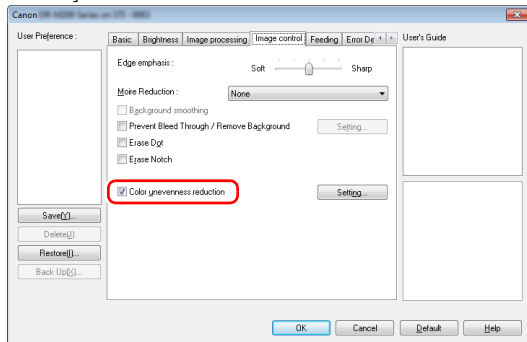 Canon
User Preference :
Basic Brightness Image processing Image control Feeding Error De
User's Guide
Edge emphasis :
Soft Sharp
Moire Reduction :
None
Background smoothing
Prevent Bleed Through / Remove Background Setting...
Erase Dot
Erase Notch
Color unevenness reduction Setting...
Save(Y)...
Delete(J)
Restore(I)...
Back Up(K)...
OK Cancel Default Help